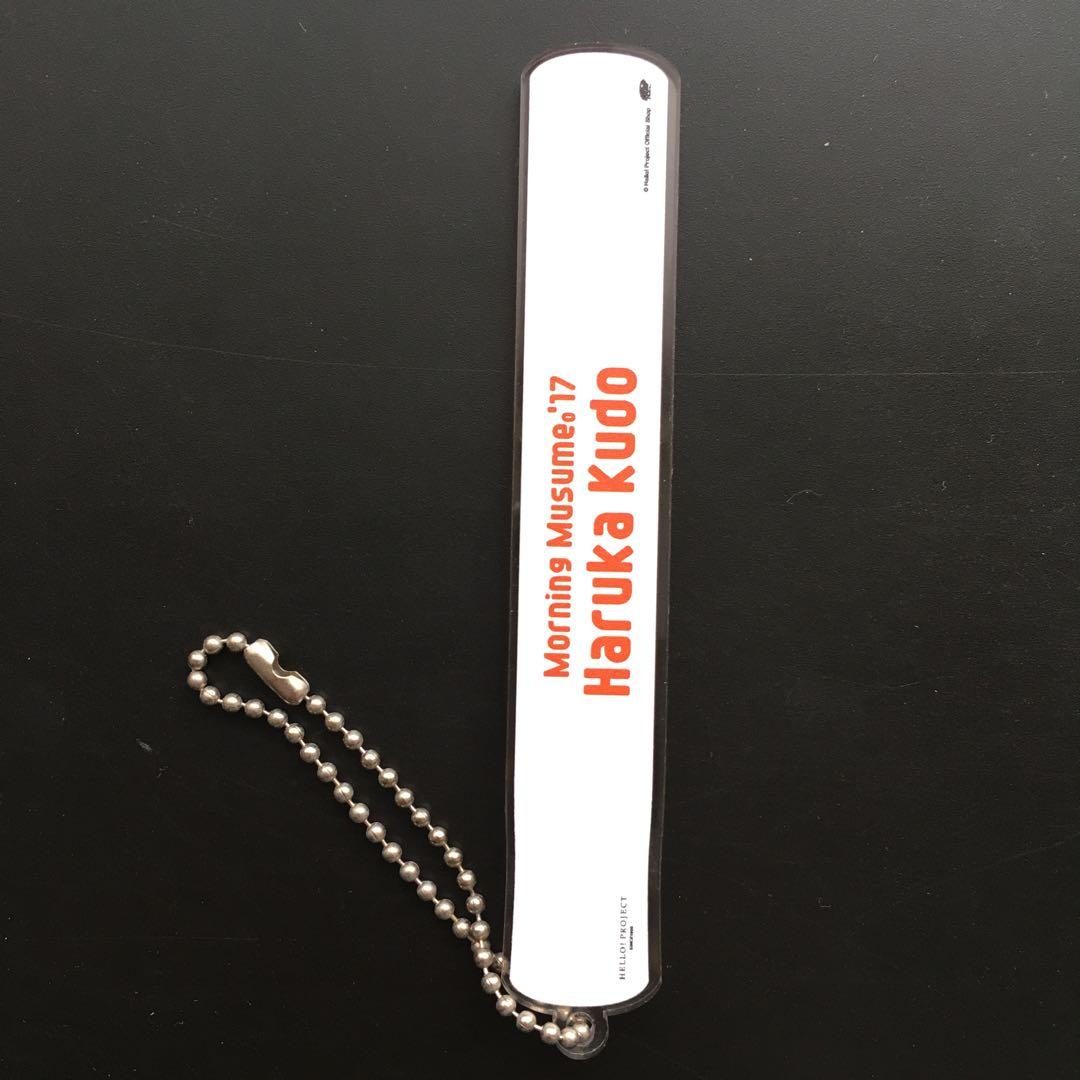 Morning Musume。'17
Haruka Kudo
HELLO! PROJECT
© Hello! Project Official Shop